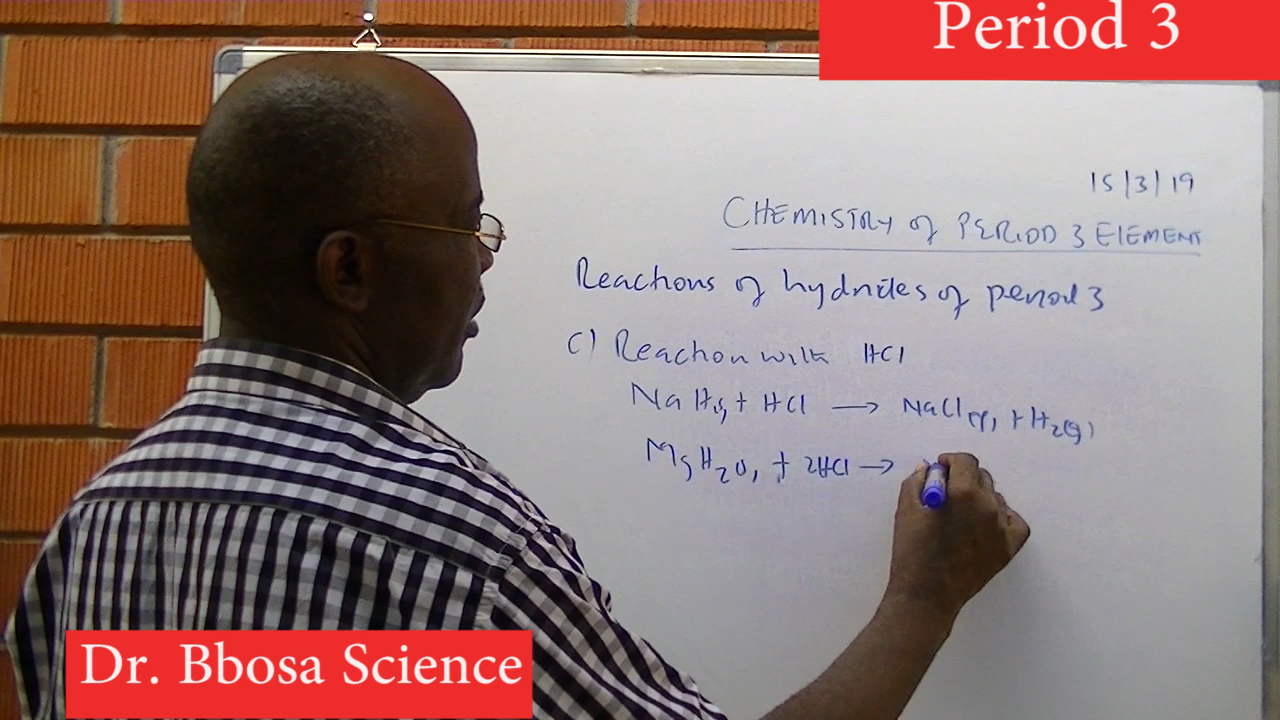 Period 3
15/3/19
CHEMISTRY of PERIOD 3 ELEMENT
Reactions of hydrides of period 3
c) Reaction with HCl
NaH(s) + HCl → NaCl(aq) + H2(g)
MgH2(s) + 2HCl →
Dr. Bbosa Science